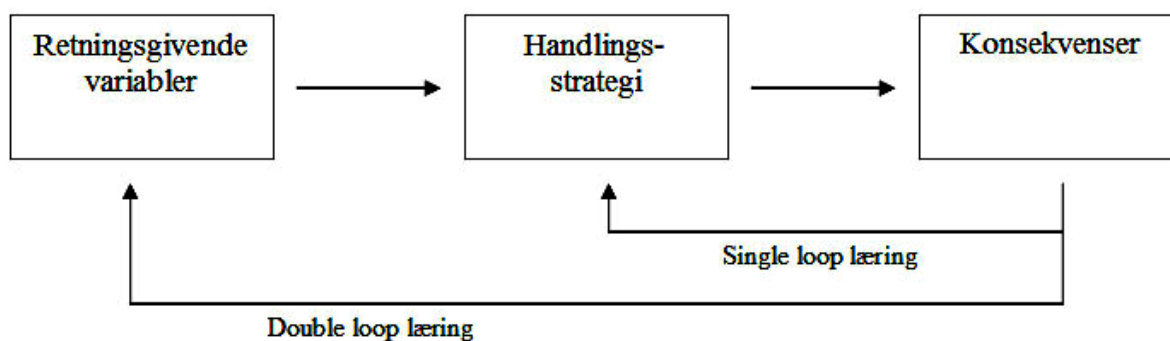 Retningsgivende
variabler
Handlings-
strategi
Konsekvenser
Single loop læring
Double loop læring